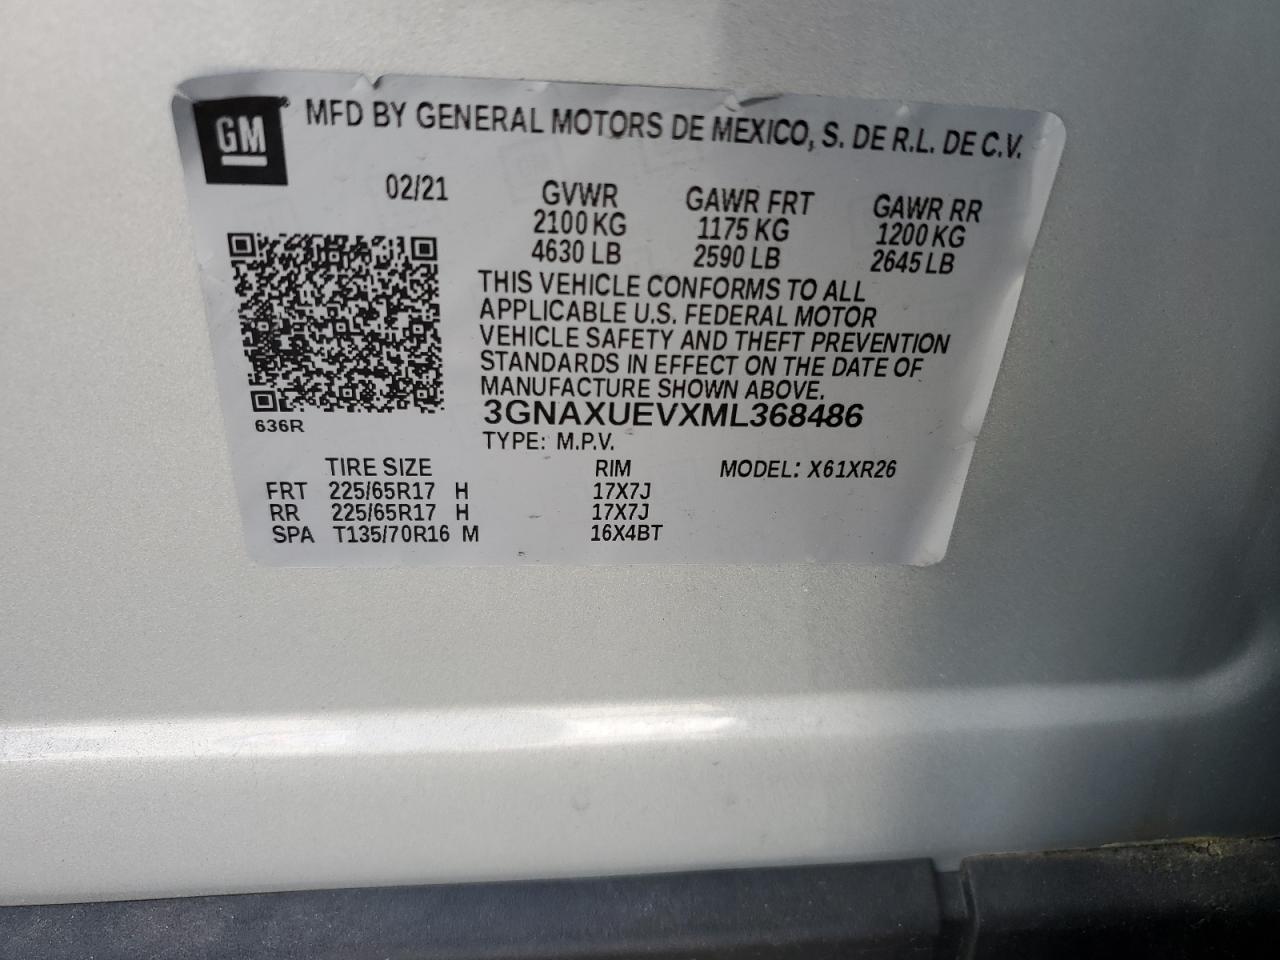 GM
MFD BY GENERAL MOTORS DE MEXICO, S. DE R.L. DE C.V.
02/21
GVWR GAWR FRT GAWR RR
2100 KG 1175 KG 1200 KG
4630 LB 2590 LB 2645 LB
THIS VEHICLE CONFORMS TO ALL
APPLICABLE U.S. FEDERAL MOTOR
VEHICLE SAFETY AND THEFT PREVENTION
STANDARDS IN EFFECT ON THE DATE OF
MANUFACTURE SHOWN ABOVE.
3GNAXUEVXML368486
636R
TYPE: M.P.V.
TIRE SIZE RIM MODEL: X61XR26
FRT 225/65R17 H 17X7J
RR 225/65R17 H 17X7J
SPA T135/70R16 M 16X4BT